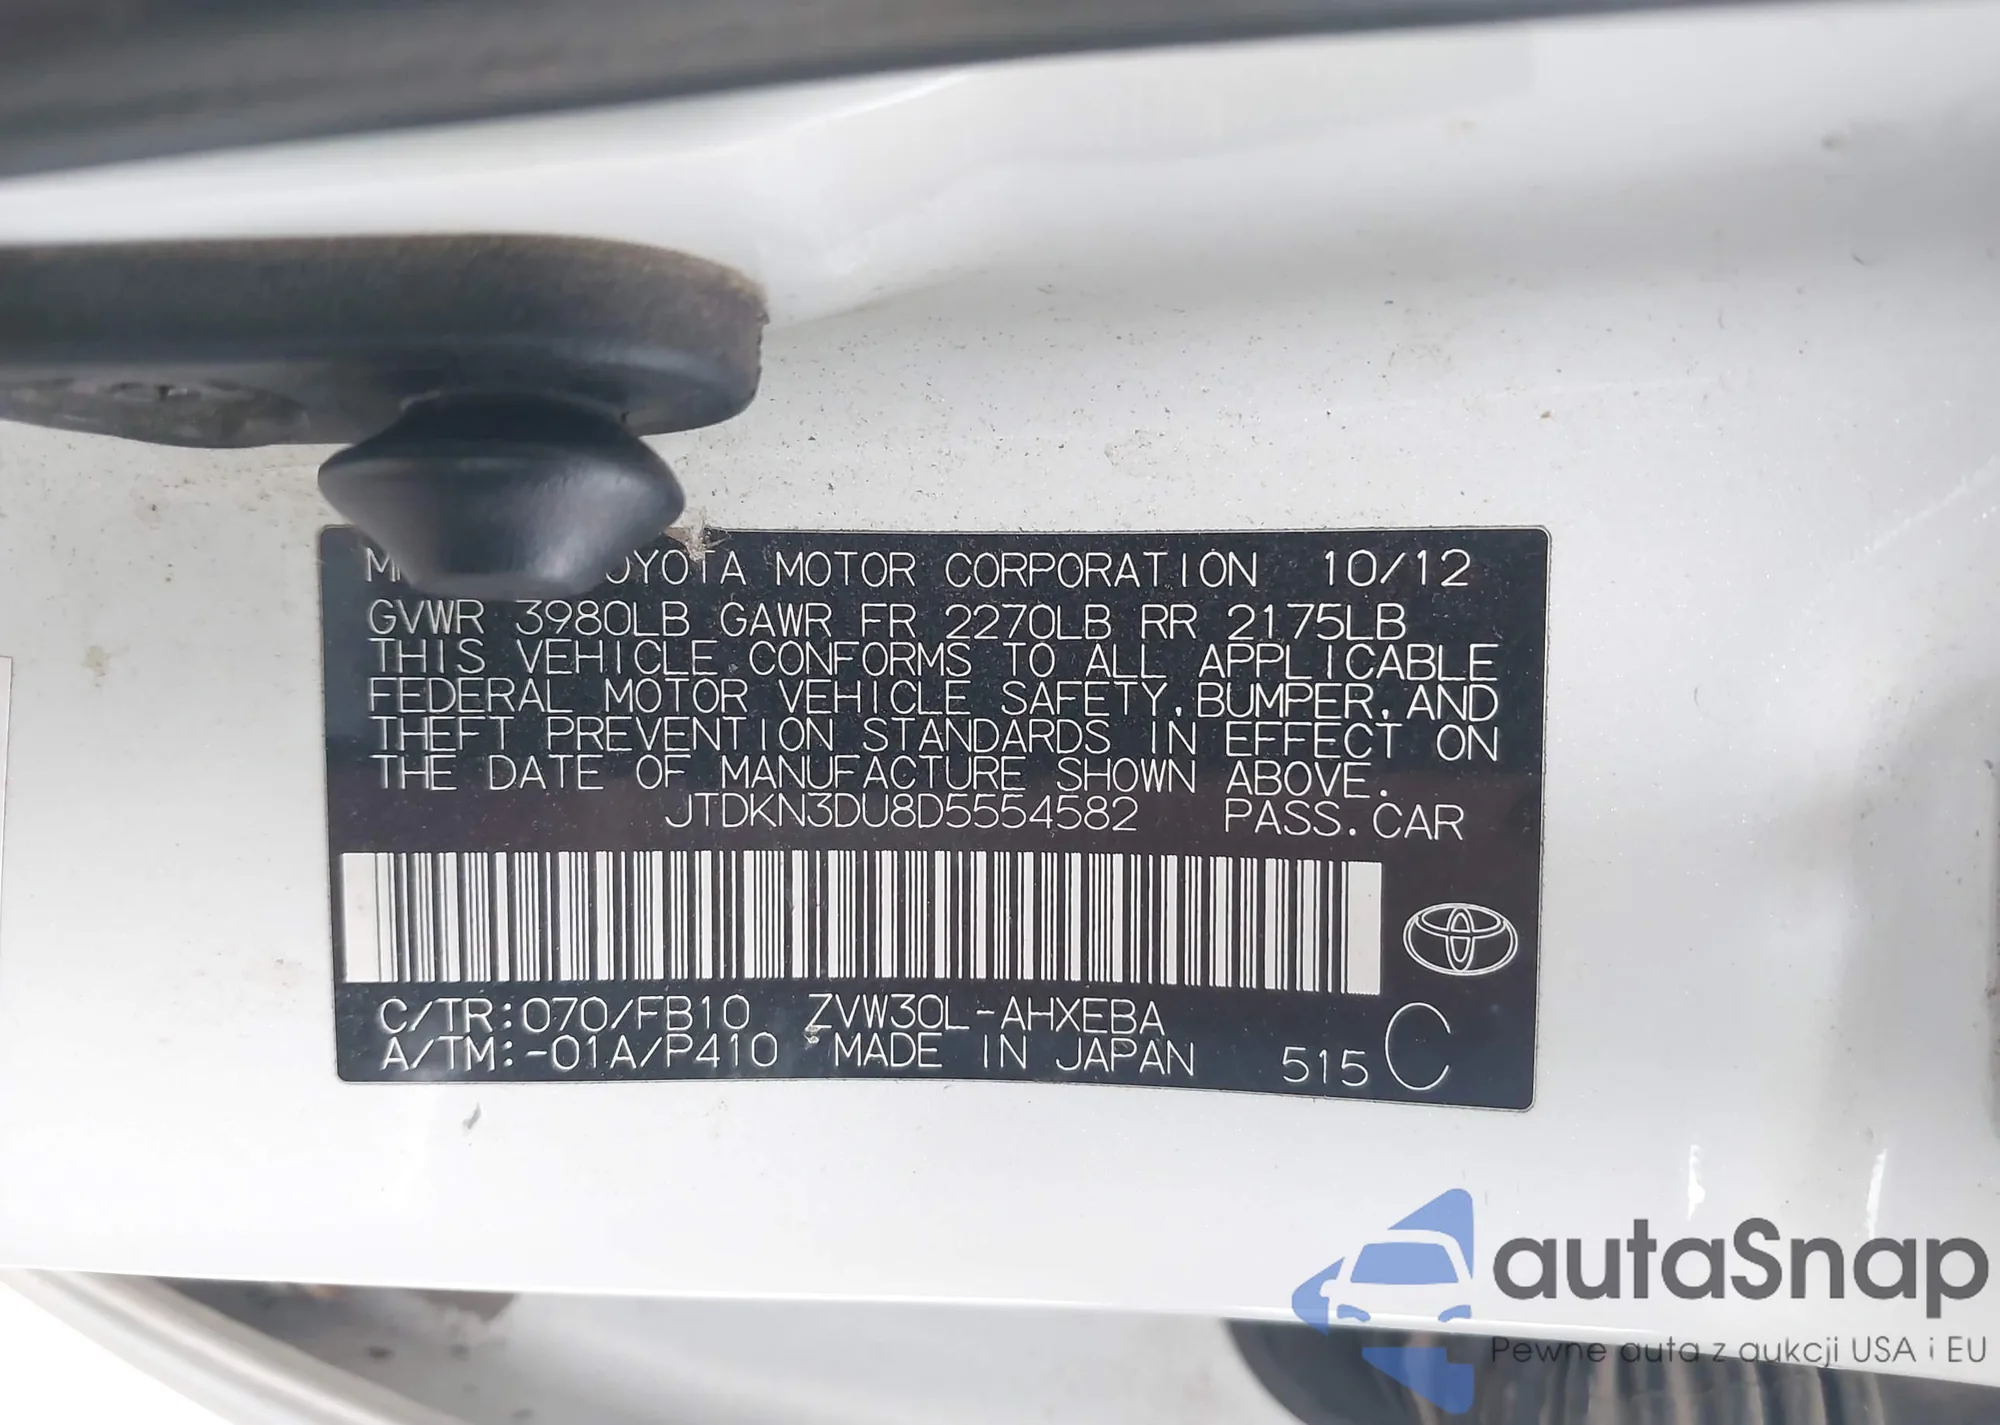 TOYOTA MOTOR CORPORATION 10/12
GVWR 3980LB GAWR FR 2270LB RR 2175LB
THIS VEHICLE CONFORMS TO ALL APPLICABLE
FEDERAL MOTOR VEHICLE SAFETY, BUMPER, AND
THEFT PREVENTION STANDARDS IN EFFECT ON
THE DATE OF MANUFACTURE SHOWN ABOVE.
JTDKN3DU8D5554582 PASS.CAR
C/TR:070/FB10 ZVW30L-AHXEBA
A/TM:-01A/P410 MADE IN JAPAN 515 C
autaSnap
Pewne auta z aukcji USA i EU